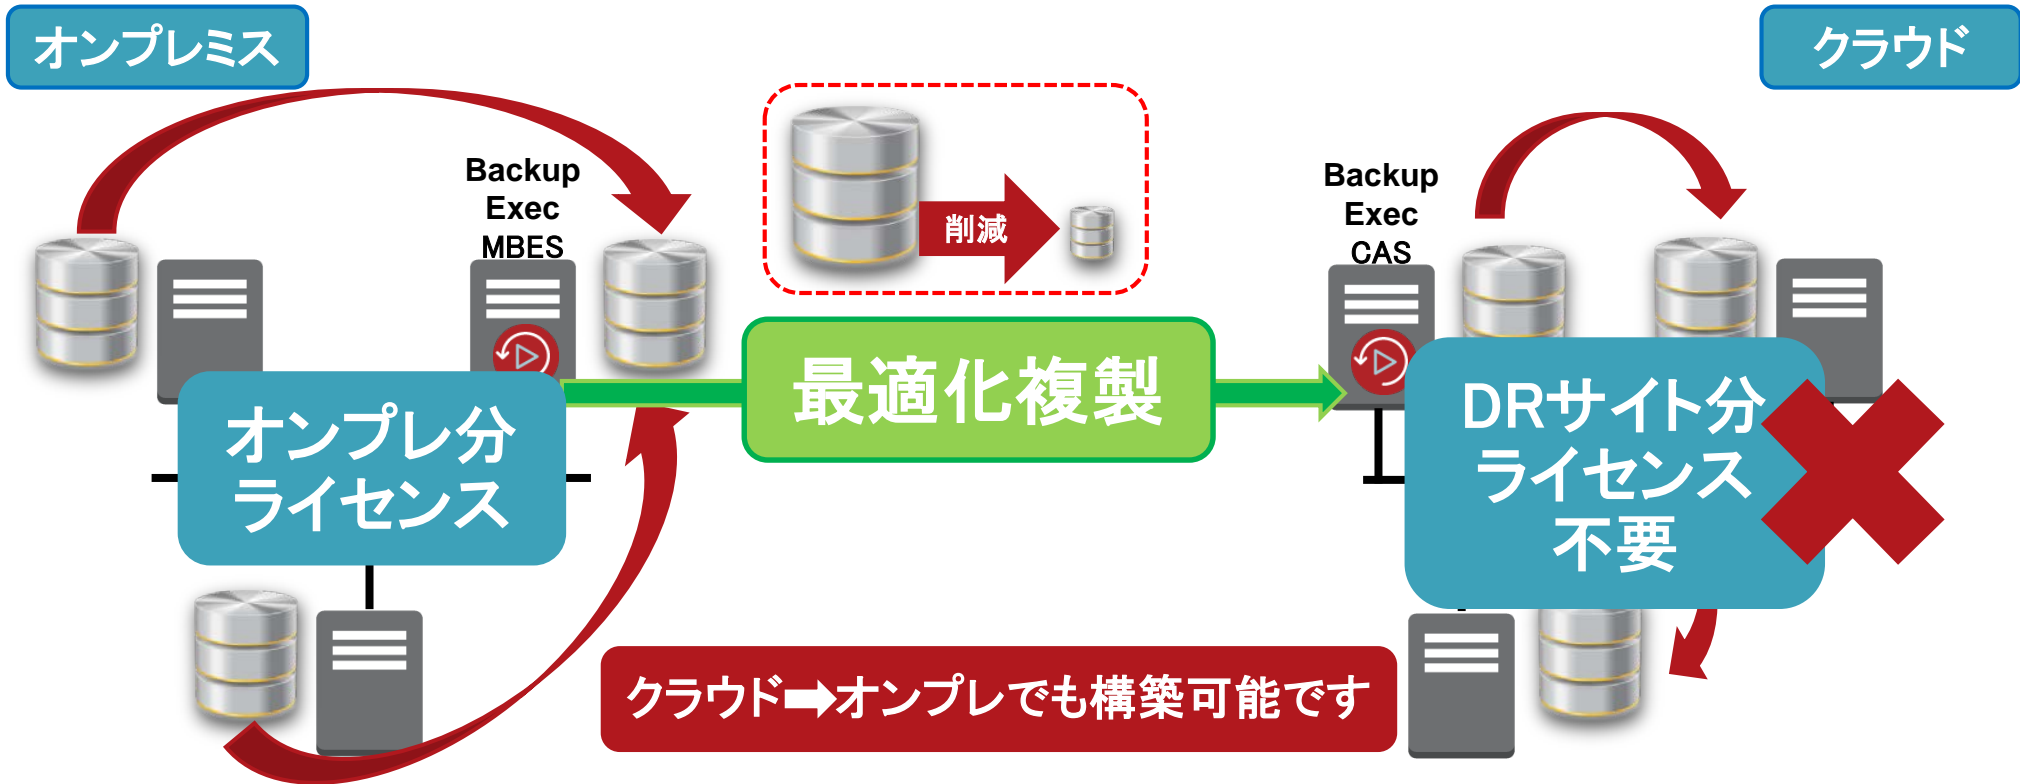 オンプレミス
クラウド
Backup
Exec
MBES
削減
Backup
Exec
CAS
最適化複製
オンプレ分
ライセンス
DRサイト分
ライセンス
不要
クラウド➡オンプレでも構築可能です